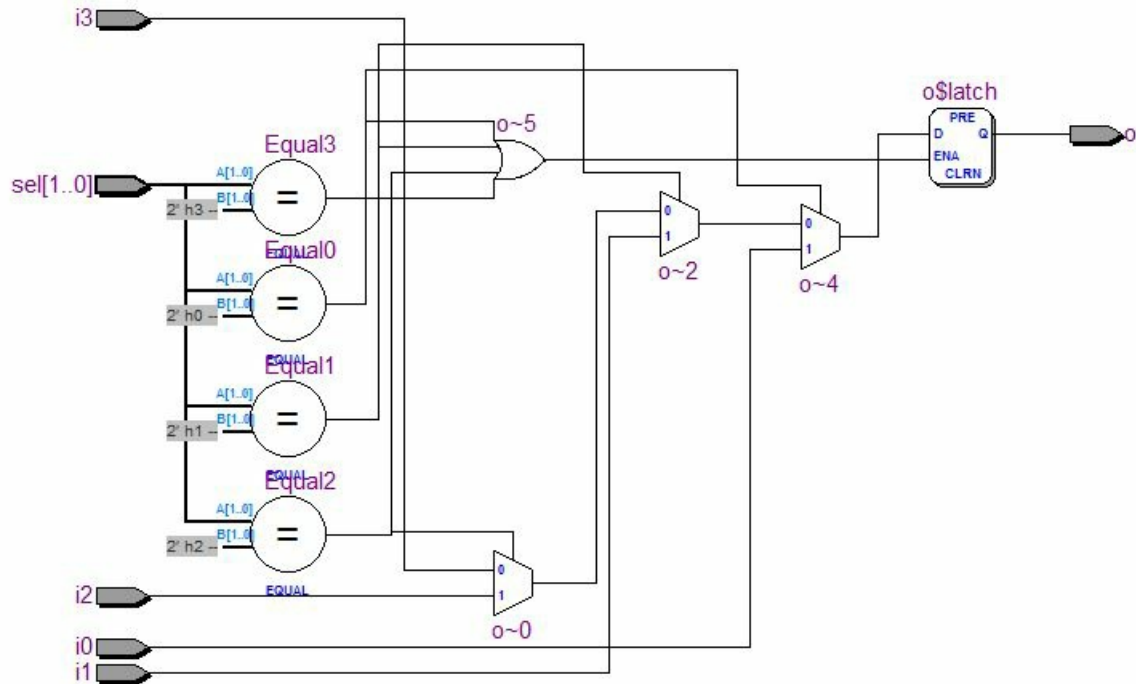 i3
o$latch
PRE
D Q
ENA
CLRN
o
o~5
Equal3
sel[1..0]
A[1..0]
B[1..0]
2' h3
=
EQUAL
Equal0
A[1..0]
B[1..0]
2' h0
=
EQUAL
Equal1
A[1..0]
B[1..0]
2' h1
=
EQUAL
Equal2
A[1..0]
B[1..0]
2' h2
=
EQUAL
0
1
o~2
0
1
o~4
0
1
o~0
i2
i0
i1